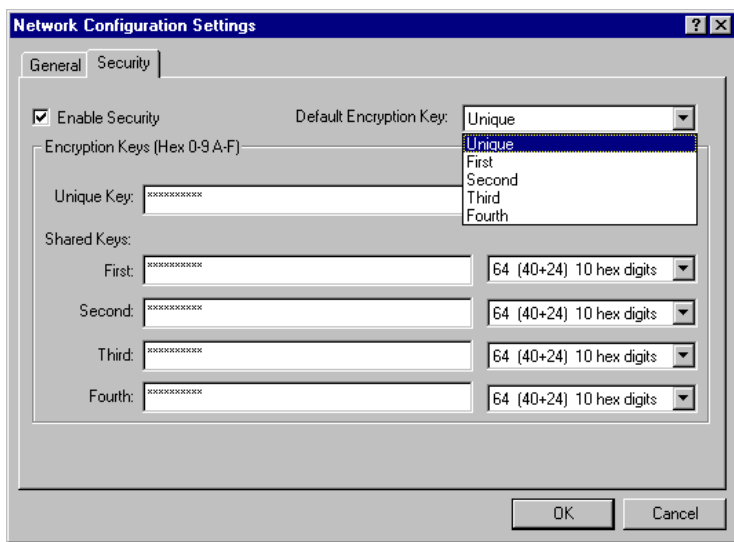 Network Configuration Settings
General Security
Enable Security Default Encryption Key: Unique
Encryption Keys (Hex 0-9 A-F)
Unique
First
Second
Third
Fourth
Unique Key: **********
Shared Keys:
First: ********** 64 (40+24) 10 hex digits
Second: ********** 64 (40+24) 10 hex digits
Third: ********** 64 (40+24) 10 hex digits
Fourth: ********** 64 (40+24) 10 hex digits
OK Cancel